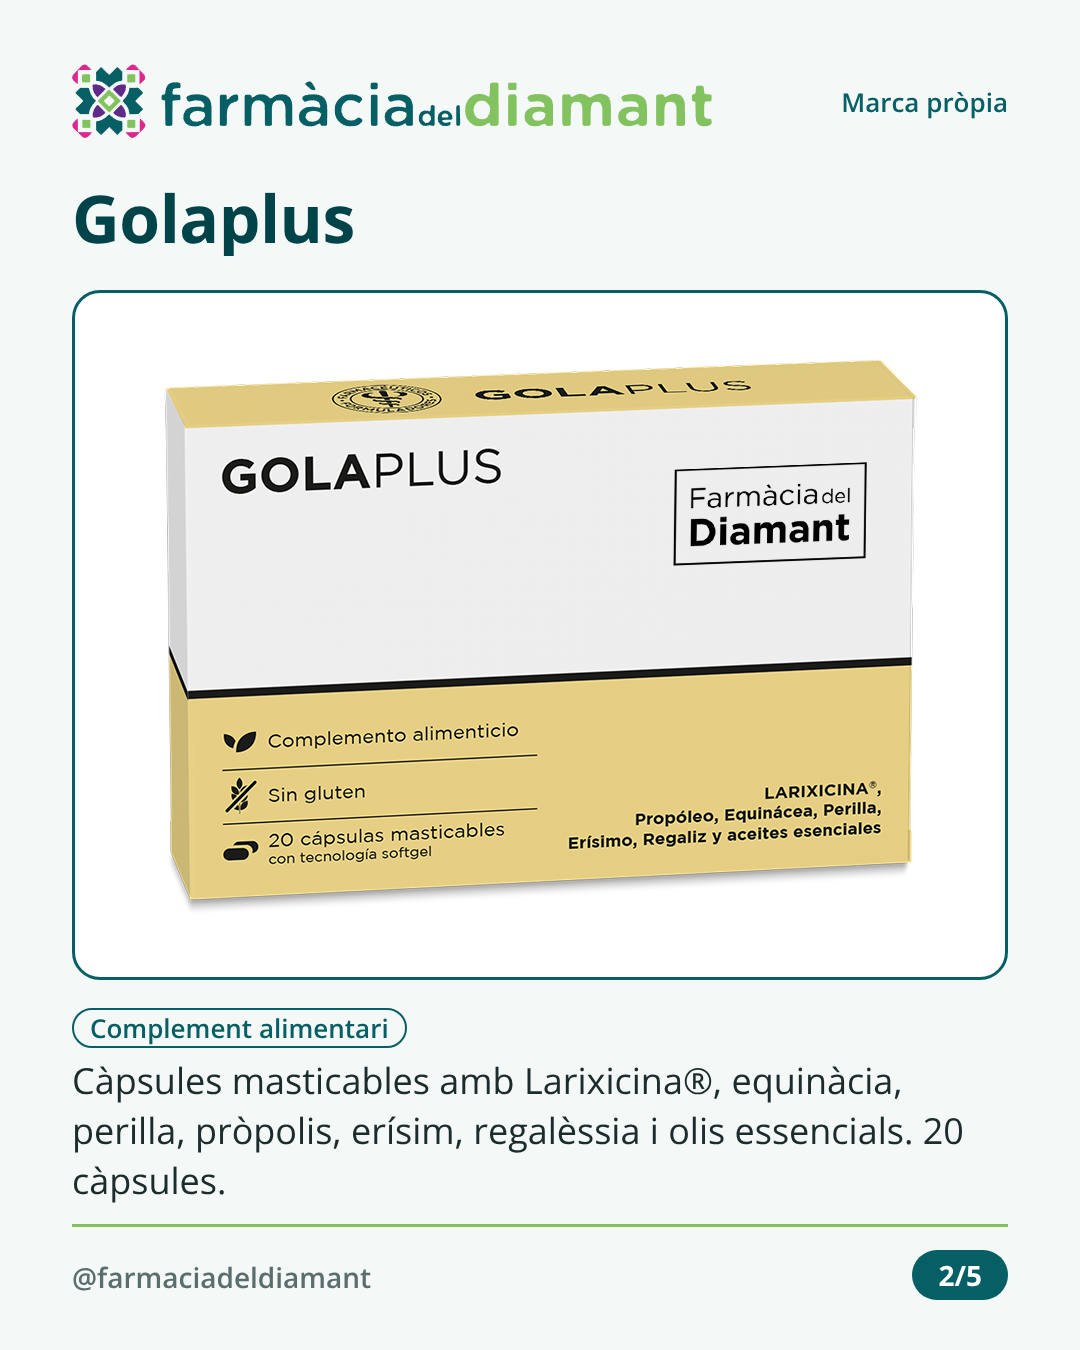 farmàciadeldiamant
Marca pròpia
Golaplus
FARMACÉUTICOS FORMULADORES
GOLAPLUS
GOLAPLUS
Farmàcia del
Diamant
Complemento alimenticio
Sin gluten
20 cápsulas masticables
con tecnología softgel
LARIXICINA®,
Propóleo, Equinácea, Perilla,
Erísimo, Regaliz y aceites esenciales
Complement alimentari
Càpsules masticables amb Larixicina®, equinàcia,
perilla, pròpolis, erísim, regalèssia i olis essencials. 20
càpsules.
@farmaciadeldiamant
2/5